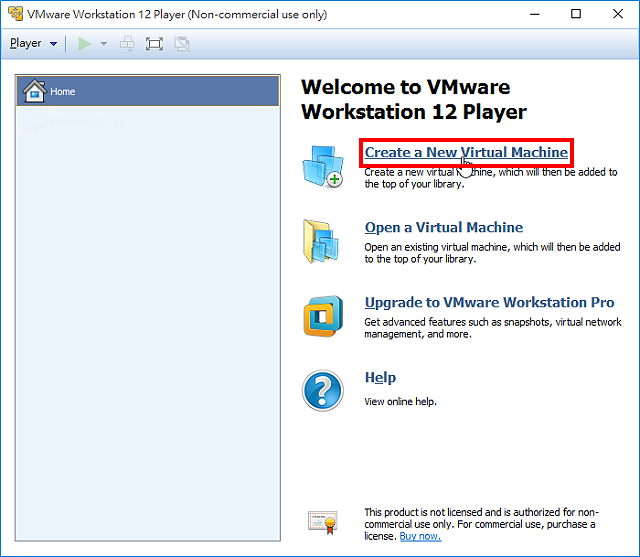 VMware Workstation 12 Player (Non-commercial use only)
Player
Home
Welcome to VMware
Workstation 12 Player
Create a New Virtual Machine
Create a new virtual machine, which will then be added to
the top of your library.
Open a Virtual Machine
Open an existing virtual machine, which will then be added
to the top of your library.
Upgrade to VMware Workstation Pro
Get advanced features such as snapshots, virtual network
management, and more.
Help
View online help.
This product is not licensed and is authorized for non-
commercial use only. For commercial use, purchase a
license. Buy now.